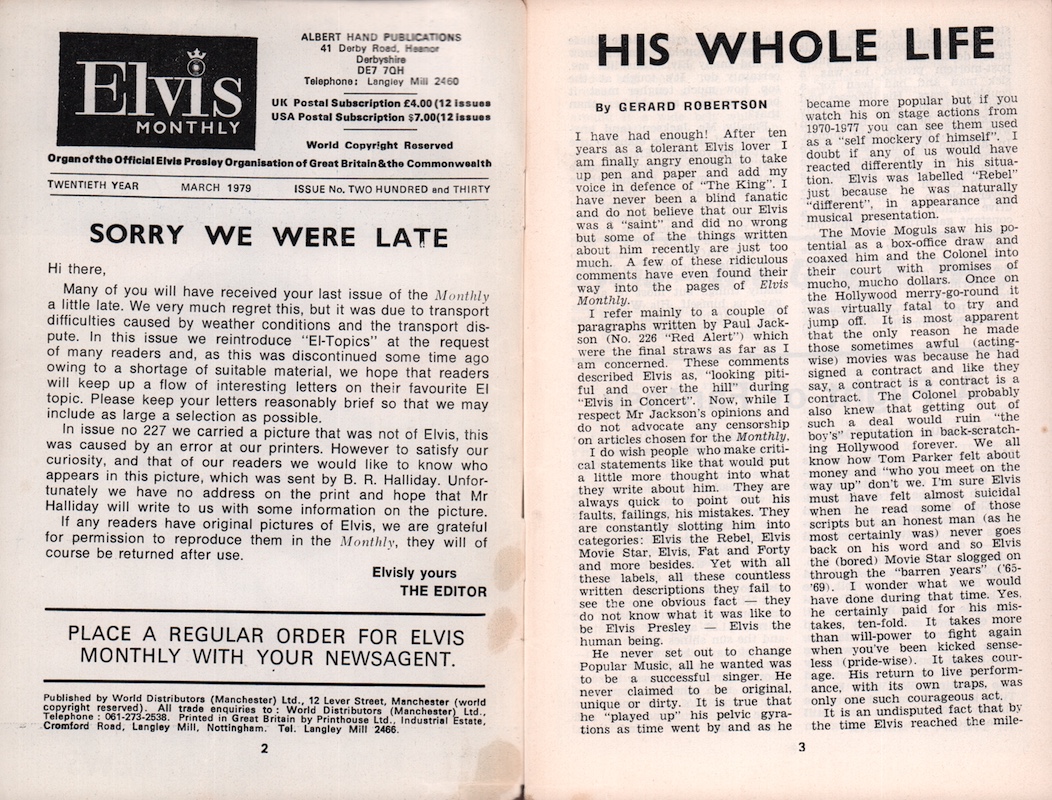 Elvis
MONTHLY
ALBERT HAND PUBLICATIONS
41 Derby Road, Heanor
Derbyshire
DE7 7QH
Telephone: Langley Mill 2460
UK Postal Subscription £4.00 (12 issues
USA Postal Subscription $7.00 (12 issues
World Copyright Reserved
Organ of the Official Elvis Presley Organisation of Great Britain & the Commonwealth
TWENTIETH YEAR MARCH 1979 ISSUE No. TWO HUNDRED and THIRTY
SORRY WE WERE LATE
Hi there,
Many of you will have received your last issue of the Monthly
a little late. We very much regret this, but it was due to transport
difficulties caused by weather conditions and the transport dis-
pute. In this issue we reintroduce "El-Topics" at the request
of many readers and, as this was discontinued some time ago
owing to a shortage of suitable material, we hope that readers
will keep up a flow of interesting letters on their favourite El
topic. Please keep your letters reasonably brief so that we may
include as large a selection as possible.
In issue no 227 we carried a picture that was not of Elvis, this
was caused by an error at our printers. However to satisfy our
curiosity, and that of our readers we would like to know who
appears in this picture, which was sent by B. R. Halliday. Unfor-
tunately we have no address on the print and hope that Mr
Halliday will write to us with some information on the picture.
If any readers have original pictures of Elvis, we are grateful
for permission to reproduce them in the Monthly, they will of
course be returned after use.
Elvisly yours
THE EDITOR
PLACE A REGULAR ORDER FOR ELVIS
MONTHLY WITH YOUR NEWSAGENT.
Published by World Distributors (Manchester) Ltd., 12 Lever Street, Manchester (world
copyright reserved). All trade enquiries to : World Distributors (Manchester) Ltd.,
Telephone : 061-273-2538. Printed in Great Britain by Printhouse Ltd., Industrial Estate,
Cromford Road, Langley Mill, Nottingham. Tel. Langley Mill 2466.
2
HIS WHOLE LIFE
By GERARD ROBERTSON
I have had enough! After ten
years as a tolerant Elvis lover I
am finally angry enough to take
up pen and paper and add my
voice in defence of "The King". I
have never been a blind fanatic
and do not believe that our Elvis
was a "saint" and did no wrong
but some of the things written
about him recently are just too
much. A few of these ridiculous
comments have even found their
way into the pages of Elvis
Monthly.
I refer mainly to a couple of
paragraphs written by Paul Jack-
son (No. 226 "Red Alert") which
were the final straws as far as I
am concerned. These comments
described Elvis as, "looking piti-
ful and over the hill" during
"Elvis in Concert". Now, while I
respect Mr Jackson's opinions and
do not advocate any censorship
on articles chosen for the Monthly,
I do wish people who make criti-
cal statements like that would put
a little more thought into what
they write about him. They are
always quick to point out his
faults, failings, his mistakes. They
are constantly slotting him into
categories: Elvis the Rebel, Elvis
Movie Star, Elvis, Fat and Forty
and more besides. Yet with all
these labels, all these countless
written descriptions they fail to
see the one obvious fact — they
do not know what it was like to
be Elvis Presley — Elvis the
human being.
He never set out to change
Popular Music, all he wanted was
to be a successful singer. He
never claimed to be original,
unique or dirty. It is true that
he "played up" his pelvic gyra-
tions as time went by and as he
became more popular but if you
watch his on stage actions from
1970-1977 you can see them used
as a "self mockery of himself". I
doubt if any of us would have
reacted differently in his situa-
tion. Elvis was labelled "Rebel"
just because he was naturally
"different", in appearance and
musical presentation.
The Movie Moguls saw his po-
tential as a box-office draw and
coaxed him and the Colonel into
their court with promises of
mucho, mucho dollars. Once on
the Hollywood merry-go-round it
was virtually fatal to try and
jump off. It is most apparent
that the only reason he made
those sometimes awful (acting-
wise) movies was because he had
signed a contract and like they
say, a contract is a contract is a
contract. The Colonel probably
also knew that getting out of
such a deal would ruin "the
boy's" reputation in back-scratch-
ing Hollywood forever. We all
know how Tom Parker felt about
money and "who you meet on the
way up" don't we. I'm sure Elvis
must have felt almost suicidal
when he read some of those
scripts but an honest man (as he
most certainly was) never goes
back on his word and so Elvis
the (bored) Movie Star slogged on
through the "barren years" ('65-
'69). I wonder what we would
have done during that time. Yes,
he certainly paid for his mis-
takes, ten-fold. It takes more
than will-power to fight again
when you've been kicked sense-
less (pride-wise). It takes cour-
age. His return to live perform-
ance, with its own traps, was
only one such courageous act.
It is an undisputed fact that by
the time Elvis reached the mile-
3